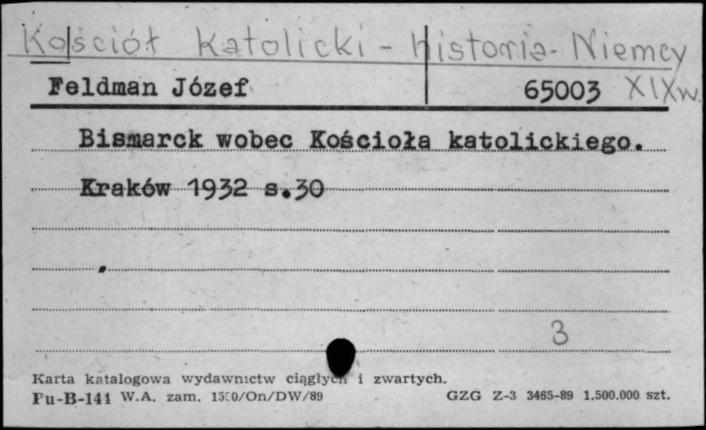 Kościół katolicki - historia - Niemcy
XIXw.
Feldman Józef 65003
Bismarck wobec Kościoła katolickiego.
Kraków 1932 s.30
3
Karta katalogowa wydawnictw ciągłych i zwartych.
Pu-B-141 W.A. zam. /On/DW/89 GZG Z-3 3465-89 1.500.000 szt.